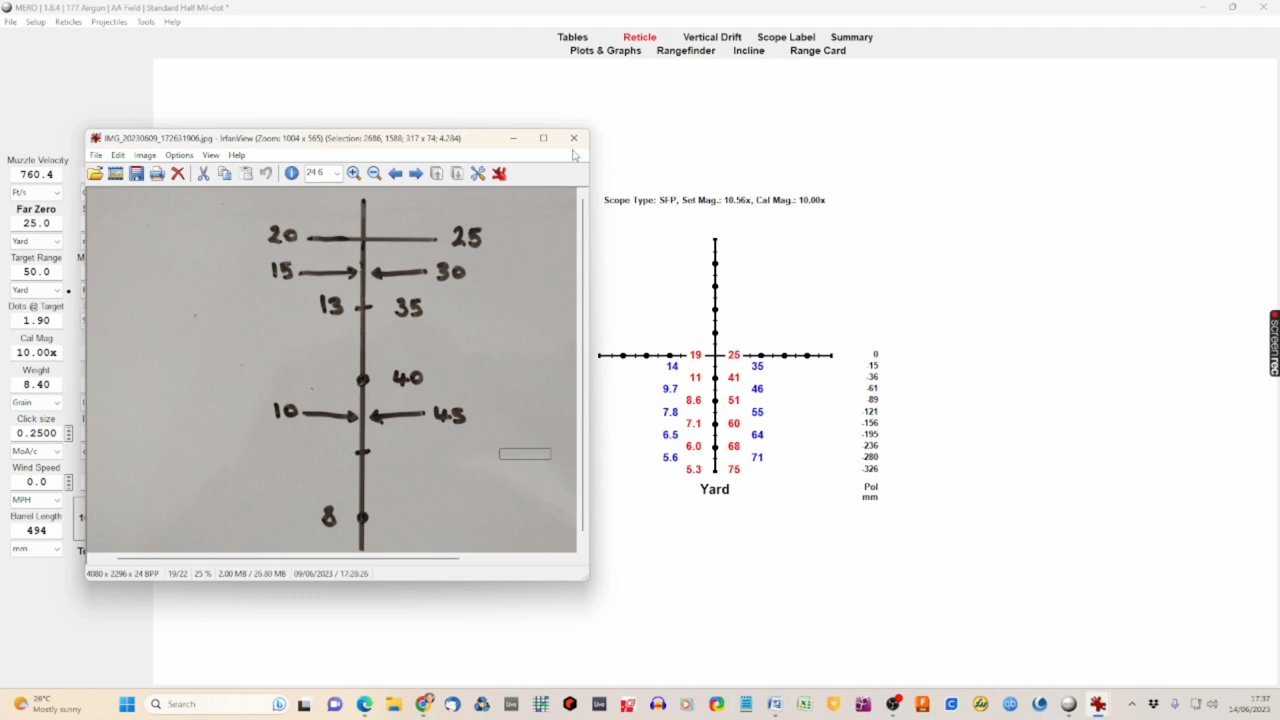 MERO | 1.8.4 | 177 Airgun | AA Field | Standard Half Mil-dot *
File Setup Reticles Projectiles Tools Help
Tables Reticle Vertical Drift Scope Label Summary
Plots & Graphs Rangefinder Incline Range Card
Muzzle Velocity
760.4
Ft/s
Far Zero
25.0
Yard
Target Range
50.0
Yard
Dots @ Target
1.90
Cal Mag
10.00x
Weight
8.40
Grain
Click size
0.2500
MoA/c
Wind Speed
0.0
MPH
Barrel Length
494
mm
IMG_20230609_172631906.jpg - IrfanView (Zoom: 1004 x 565) (Selection: 2686, 1588; 317 x 74; 4.284)
File Edit Image Options View Help
24.6
20 25
15 30
13 35
40
10 45
8
4080 x 2296 x 24 BPP 19/22 25 % 2.00 MB / 26.80 MB 09/06/2023 / 17:28:26
Scope Type: SFP, Set Mag.: 10.56x, Cal Mag.: 10.00x
19 25 0
14 35 -15
11 41 -36
9.7 46 -61
8.6 51 -89
7.8 55 -121
7.1 60 -156
6.5 64 -195
6.0 68 -236
5.6 71 -280
5.3 75 -326
Yard
PoI
mm
screenrec
26°C
Mostly sunny
Search
17:37
14/06/2023